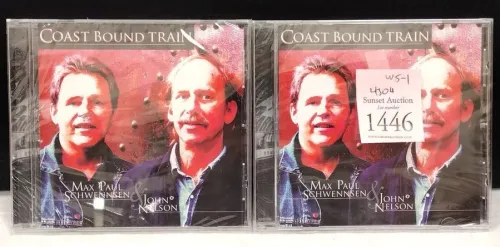 COAST BOUND TRAIN
MAX PAUL
SCHWENNSEN
&
JOHN
NELSON
COAST BOUND TRAIN
W5-1
4304
Sunset Auction
Lot number
1446
MAX PAUL
SCHWENNSEN
&
JOHN
NELSON